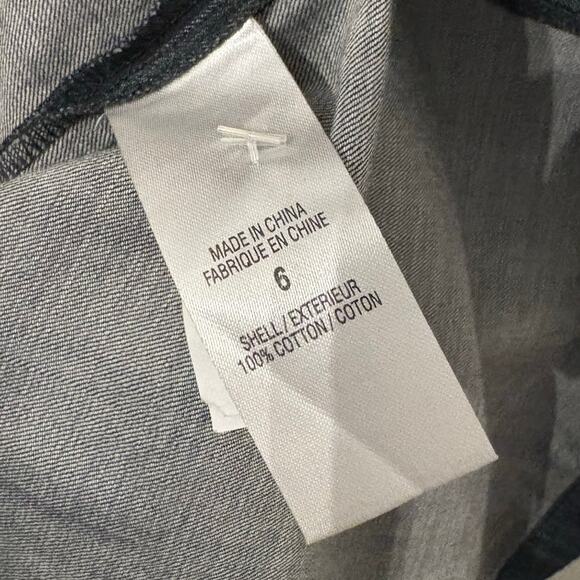 MADE IN CHINA
FABRIQUE EN CHINE
6
SHELL/EXTERIEUR
100% COTTON/COTON